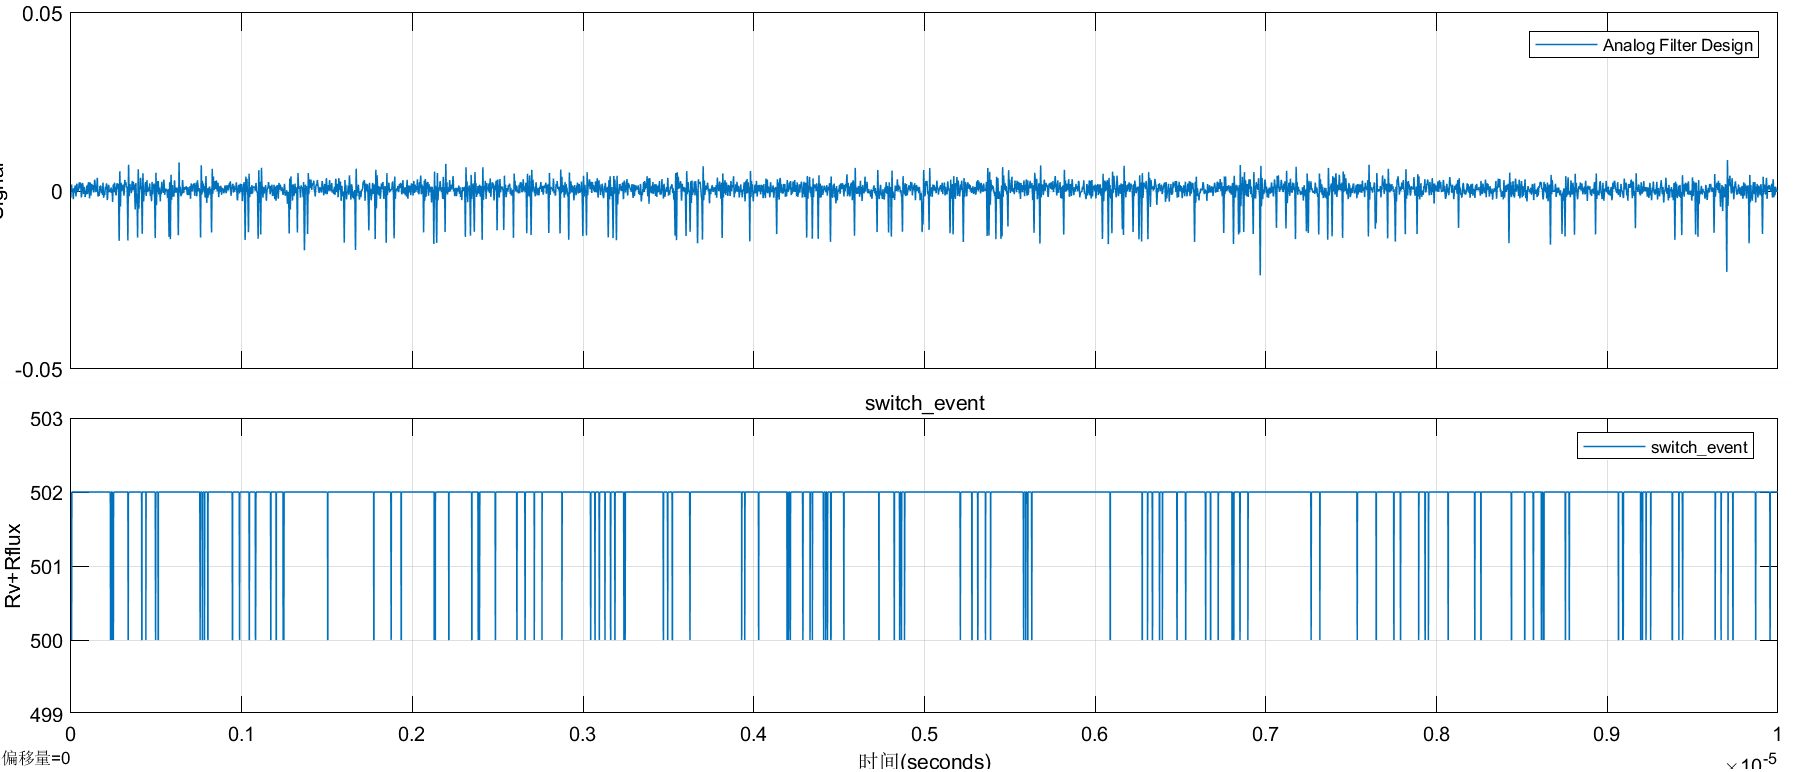 0.05
Analog Filter Design
0
-0.05
switch_event
503
switch_event
502
501
Rv+Rflux
500
499
0 0.1 0.2 0.3 0.4 0.5 0.6 0.7 0.8 0.9 1
偏移量=0
时间(seconds)
×10-5